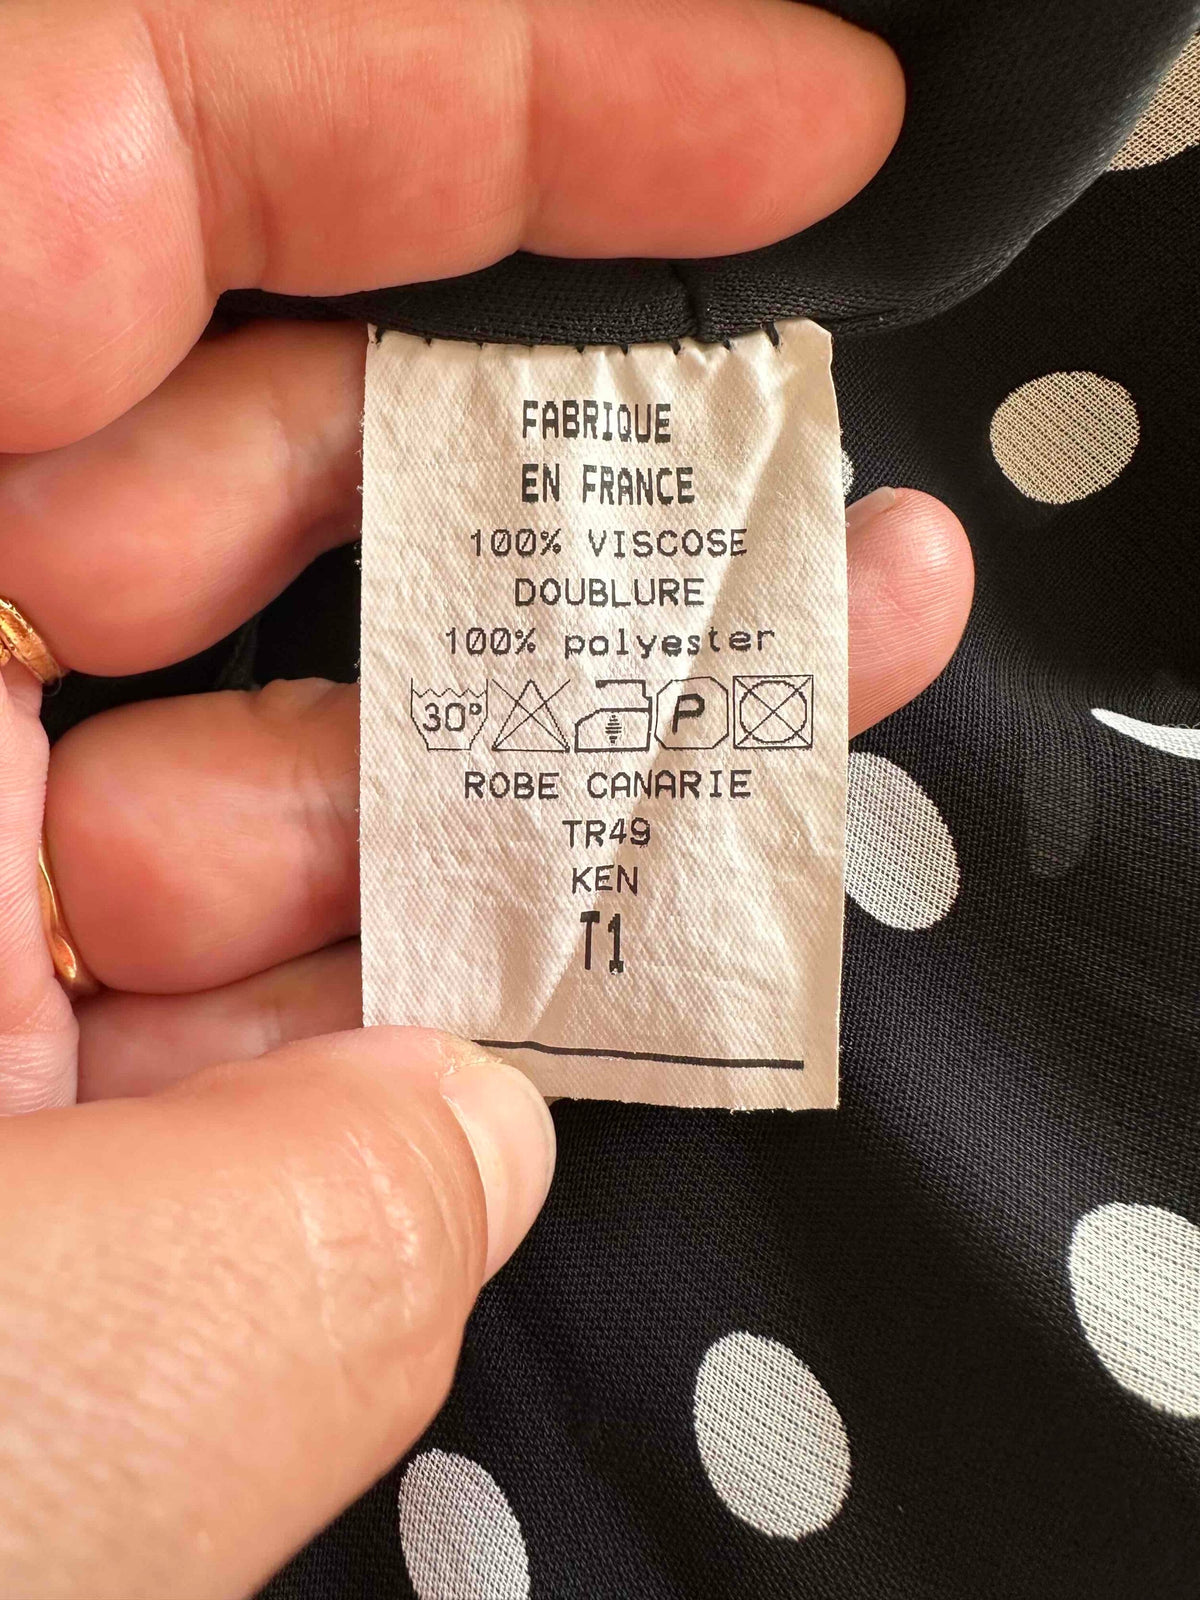 FABRIQUE
EN FRANCE
100% VISCOSE
DOUBLURE
100% polyester
30° P
ROBE CANARIE
TR49
KEN
T1